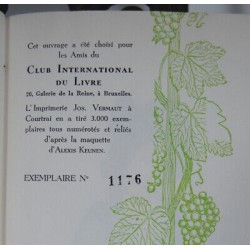 Cet ouvrage a été choisi pour
les Amis du
Club International
du Livre
28, Galerie de la Reine, à Bruxelles.
L'Imprimerie Jos. Vermaut à
Courtrai en a tiré 3.000 exem-
plaires tous numérotés et reliés
d'après la maquette
d'Alexis Keunen.
EXEMPLAIRE No 1176